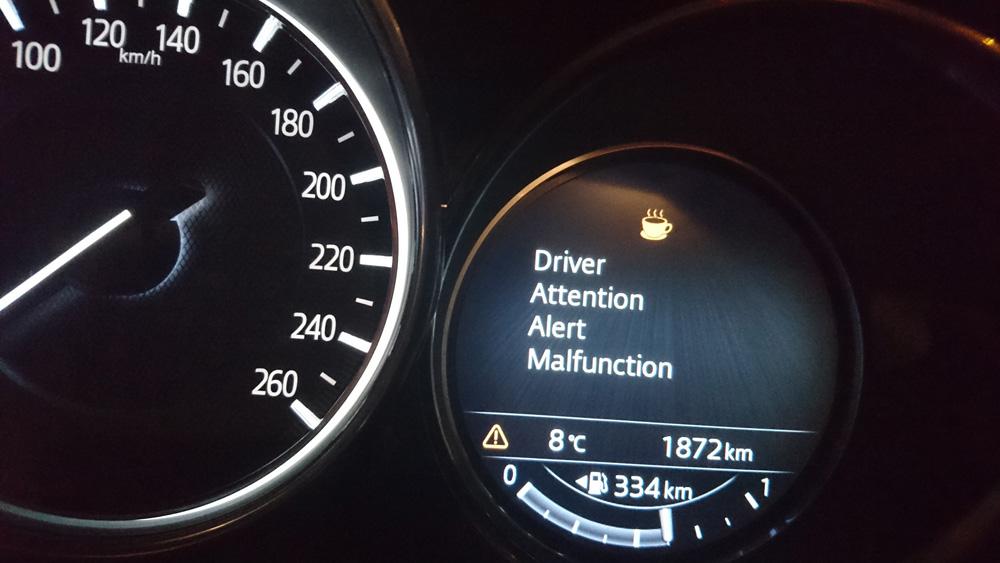 100
120
140
km/h
160
180
200
220
240
260
Driver
Attention
Alert
Malfunction
8°C 1872km
0 334km 1